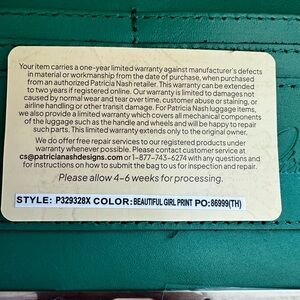 Your item carries a one-year limited warranty against manufacturer's defects
in material or workmanship from the date of purchase, when purchased
from an authorized Patricia Nash retailer. This warranty can be extended
to two years if registered online. Our warranty is limited to damages not
caused by normal wear and tear over time, customer abuse or staining, or
airline handling or other transit damage. For Patricia Nash luggage items,
we also provide a limited warranty which covers all mechanical components
of the luggage such as the handle and wheels and will be happy to repair
such parts. This limited warranty extends only to the original owner.
We do offer free repair services to our registered products under
warranty whenever possible. Please contact customer service at
cs@patricianashdesigns.com or 1-877-743-6274 with any questions and
for instructions on how to submit the bag to us for inspection and repair.
Please allow 4-6 weeks for processing.
STYLE: P329328X COLOR: BEAUTIFUL GIRL PRINT PO: 86999(TH)